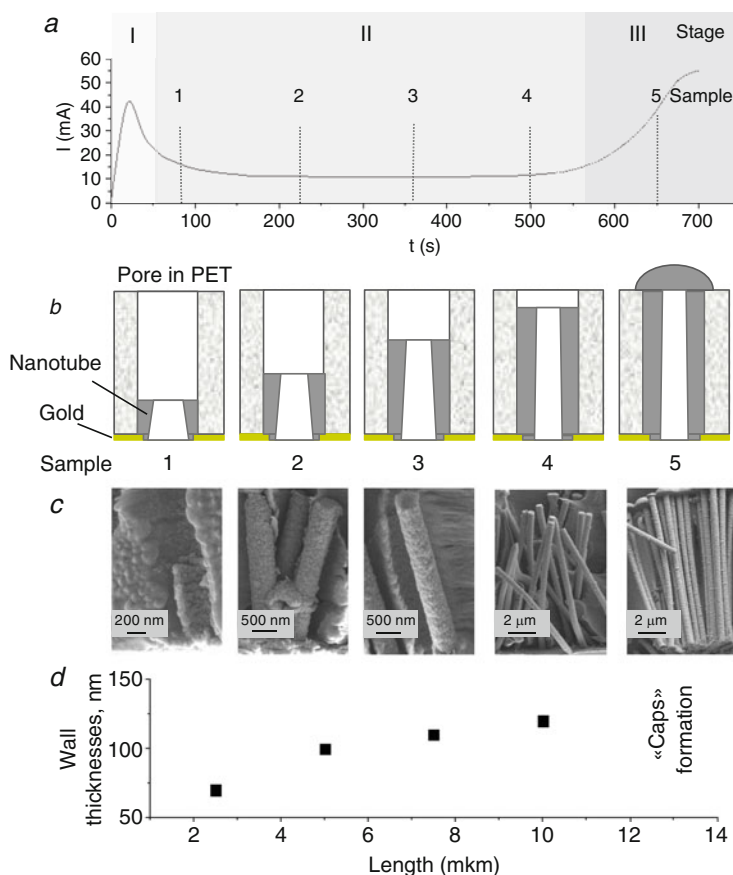 a
I II III Stage
60
50
40
30
20
10
0
I (mA)
1 2 3 4 5 Sample
0 100 200 300 400 500 600 700
t (s)
Pore in PET
b
Nanotube
Gold
Sample 1 2 3 4 5
c
200 nm 500 nm 500 nm 2 μm 2 μm
d
150
100
50
Wall
thicknesses, nm
«Caps»
formation
2 4 6 8 10 12 14
Length (mkm)